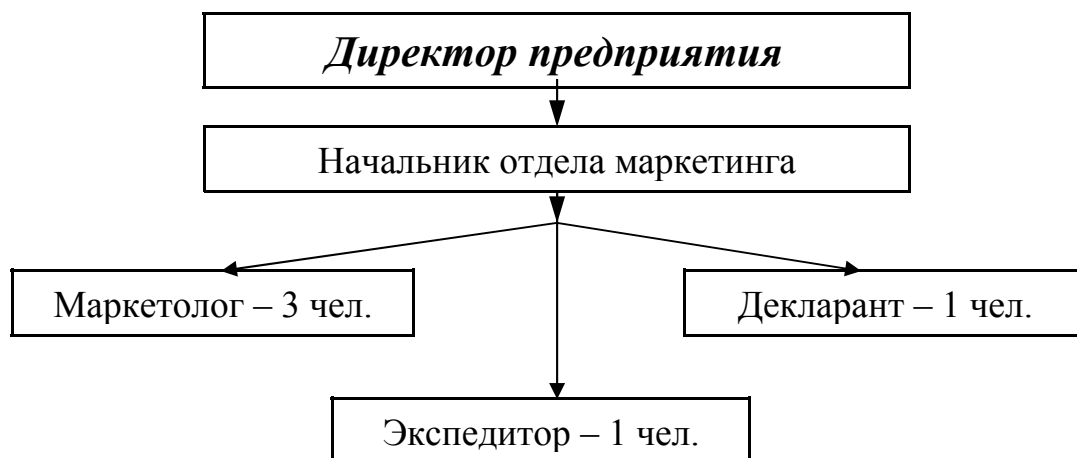 Директор предприятия
Начальник отдела маркетинга
Маркетолог – 3 чел.
Декларант – 1 чел.
Экспедитор – 1 чел.